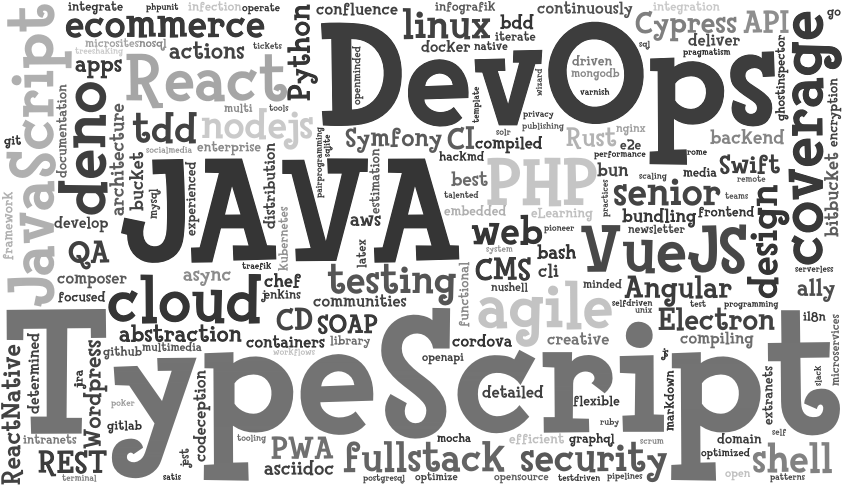 integrate
phpunit
infection
operate
confluence
infografik
continuously
integration
go
ecommerce
Python
linux
bdd
iterate
Cypress API
micrositesnosql
treeshaking
actions
tickets
openminded
docker
native
DevOps
sql
deliver
pragmatism
JavaScript
apps
React
driven
mongodb
wizard
varnish
ghostinspector
coverage
encryption
documentation
deno
multi
tools
template
privacy
publishing
git
architecture
tdd
nodejs
Symfony CI
solr
compiled
Rust
nginx
e2e
backend
socialmedia
enterprise
pairprogramming
sqlite
hackmd
performance
rome
bucket
mysql
experienced
distribution
JAVA
estimation
best
talented
PHP
bun
scaling
media
Swift
remote
practices
senior
teams
bitbucket
framework
develop
Kubernetes
aws
embedded
eLearning
bundling
frontend
design
QA
traefik
latex
web
pioneer
system
VueJS
newsletter
composer
async
chef
testing
CMS
bash
cli
serverless
focused
cloud
jenkins
communities
functional
nushell
minded
Angular
ally
selfdriven
test
programming
unix
abstraction
CD
SOAP
agile
Electron
i18n
containers
library
cordova
creative
compiling
microservices
ReactNative
determined
jira
Wordpress
github
multimedia
workflows
openapi
TypeScript
slack
poker
codeception
detailed
flexible
markdown
extranets
gitlab
ruby
intranets
tooling
PWA
mocha
efficient
graphql
scrum
domain
self
REST
jest
asciidoc
fullstack
security
optimized
shell
terminal
satis
postgresql
optimize
opensource
testdriven
pipelines
open
patterns